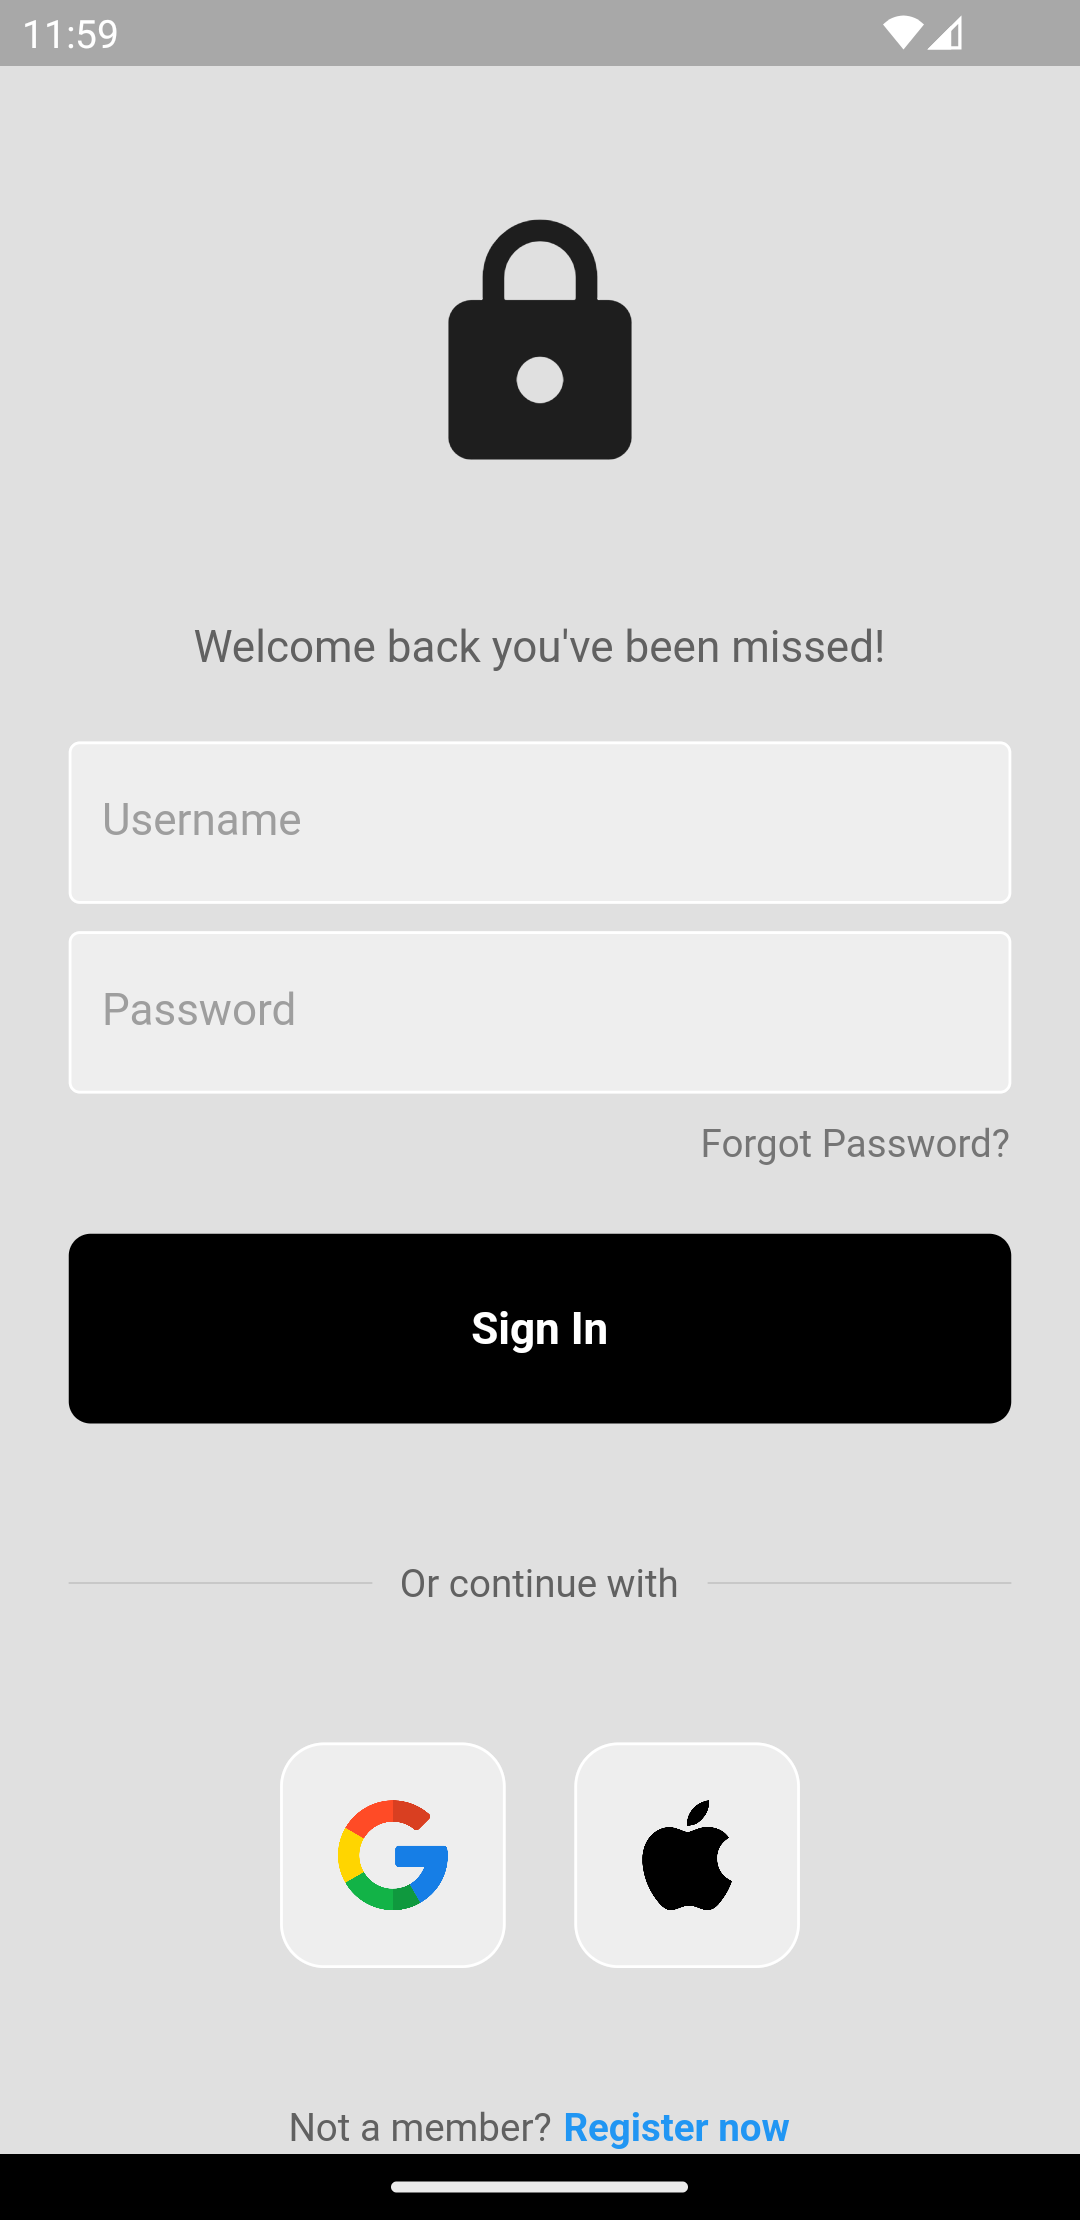 11:59
Welcome back you've been missed!
Username
Password
Forgot Password?
Sign In
Or continue with
Not a member? Register now